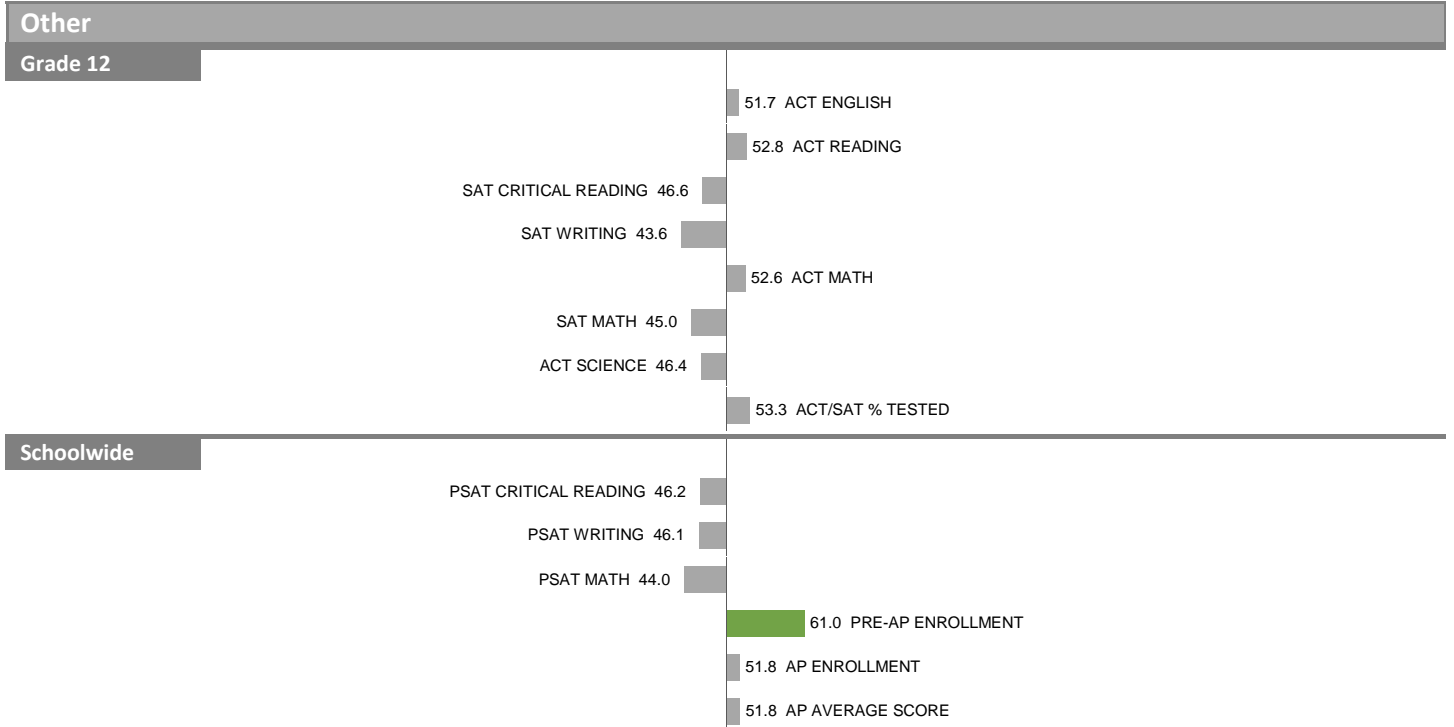 Other
Grade 12
51.7 ACT ENGLISH
52.8 ACT READING
SAT CRITICAL READING 46.6
SAT WRITING 43.6
52.6 ACT MATH
SAT MATH 45.0
ACT SCIENCE 46.4
53.3 ACT/SAT % TESTED
Schoolwide
PSAT CRITICAL READING 46.2
PSAT WRITING 46.1
PSAT MATH 44.0
61.0 PRE-AP ENROLLMENT
51.8 AP ENROLLMENT
51.8 AP AVERAGE SCORE